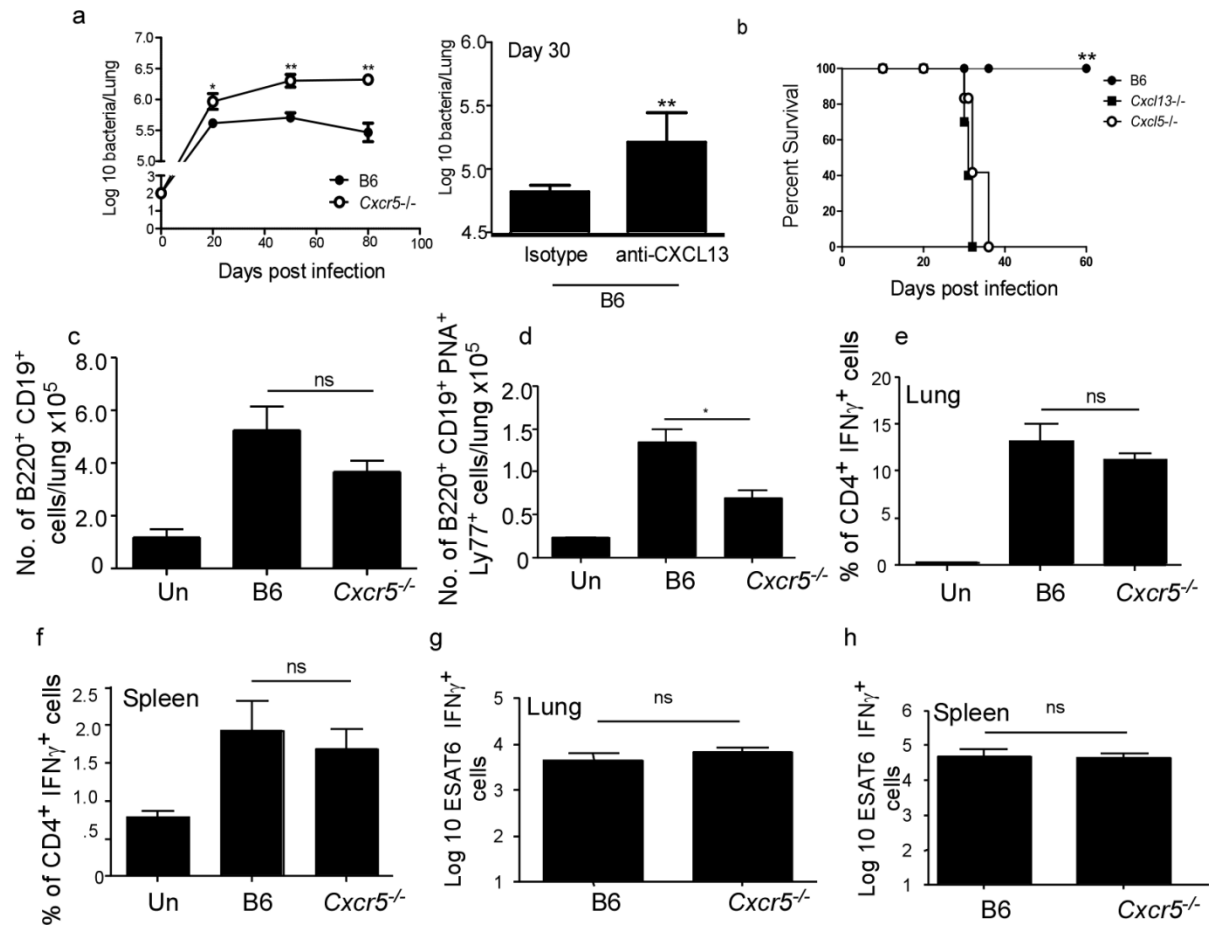 a
Log 10 bacteria/Lung
6.5
6.0
5.5
5.0
4
3
2
1
0
*
**
**
B6
Cxcr5-/-
0 20 40 60 80 100
Days post infection
Log 10 bacteria/Lung
6.0
5.5
5.0
4.5
Day 30
**
Isotype anti-CXCL13
B6
b
Percent Survival
100
80
60
40
20
0
**
B6
Cxcl13-/-
Cxcl5-/-
0 20 40 60
Days post infection
c
No. of B220+ CD19+
cells/lung x10⁵
8.0
6.0
4.0
2.0
0
ns
Un B6 Cxcr5-/-
d
No. of B220+ CD19+ PNA+
Ly77+ cells/lung x10⁵
2.0
1.5
1.0
0.5
0
*
Un B6 Cxcr5-/-
e
% of CD4+ IFNγ+ cells
20
15
10
5
0
Lung
ns
Un B6 Cxcr5-/-
f
% of CD4+ IFNγ+ cells
2.5
2.0
1.5
1.0
.5
0
Spleen
ns
Un B6 Cxcr5-/-
g
Log 10 ESAT6 IFNγ+
cells
5
4
3
2
1
Lung
ns
B6 Cxcr5-/-
h
Log 10 ESAT6 IFNγ+
cells
6
5
4
3
2
1
Spleen
ns
B6 Cxcr5-/-